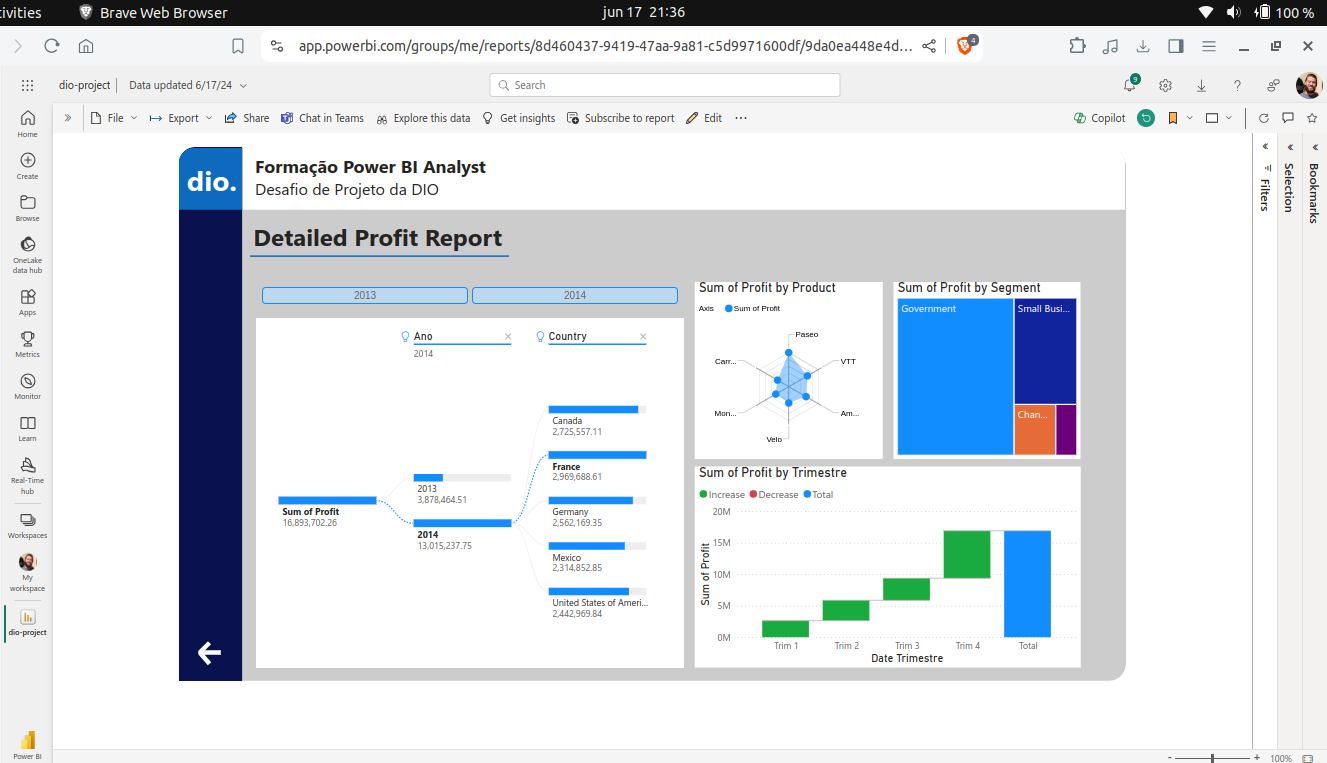 ivities
Brave Web Browser
jun 17 21:36
100 %
app.powerbi.com/groups/me/reports/8d460437-9419-47aa-9a81-c5d9971600df/9da0ea448e4d...
4
dio-project
Data updated 6/17/24
Search
9
Home
Create
Browse
OneLake
data hub
Apps
Metrics
Monitor
Learn
Real-Time
hub
Workspaces
My
workspace
dio-project
Power BI
File
Export
Share
Chat in Teams
Explore this data
Get insights
Subscribe to report
Edit
Copilot
Filters
Selection
Bookmarks
dio.
Formação Power BI Analyst
Desafio de Projeto da DIO
Detailed Profit Report
2013
2014
Ano
2014
Country
Sum of Profit
16,893,702.26
2013
3,878,464.51
2014
13,015,237.75
Canada
2,725,557.11
France
2,969,688.61
Germany
2,562,169.35
Mexico
2,314,852.85
United States of Ameri...
2,442,969.84
Sum of Profit by Product
Axis
Sum of Profit
Paseo
VTT
Am...
Velo
Mon...
Carr...
Sum of Profit by Segment
Government
Small Busi...
Chan...
Sum of Profit by Trimestre
Increase
Decrease
Total
Sum of Profit
20M
15M
10M
5M
0M
Trim 1
Trim 2
Trim 3
Trim 4
Total
Date Trimestre
100%